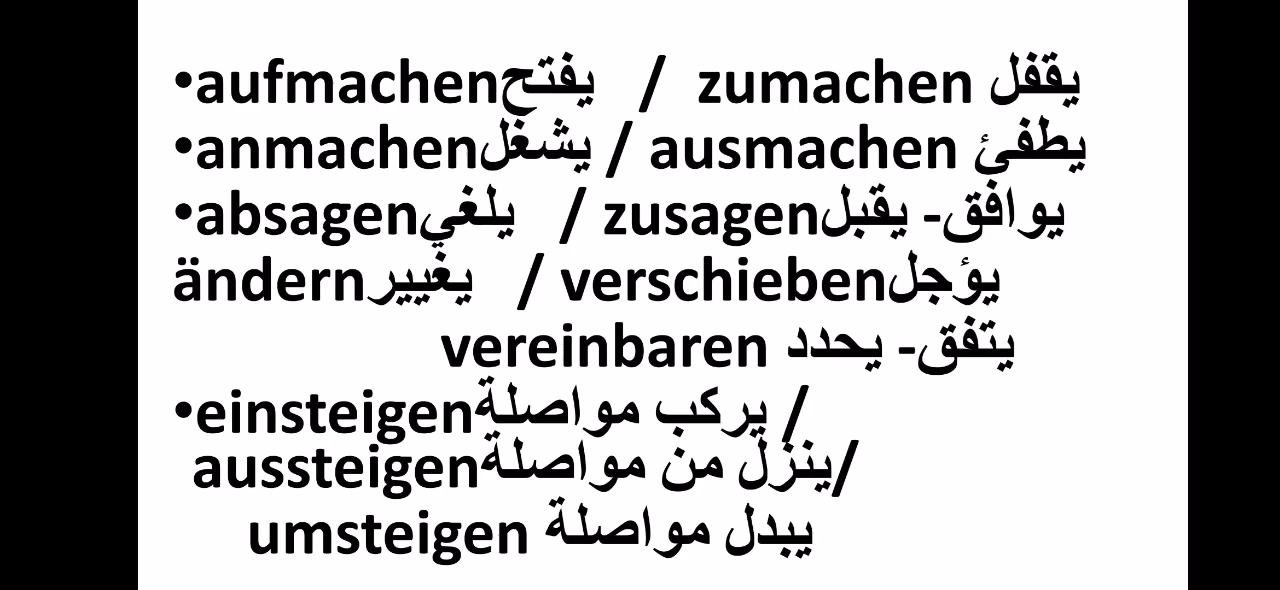 •aufmachen يفتح / zumachen يقفل
•anmachen يشغل / ausmachen يطفئ
•absagen يلغي / zusagen يوافق- يقبل
ändern يغيير / verschieben يؤجل
vereinbaren يتفق- يحدد
•einsteigen يركب مواصلة /
aussteigen ينزل من مواصلة/
umsteigen يبدل مواصلة